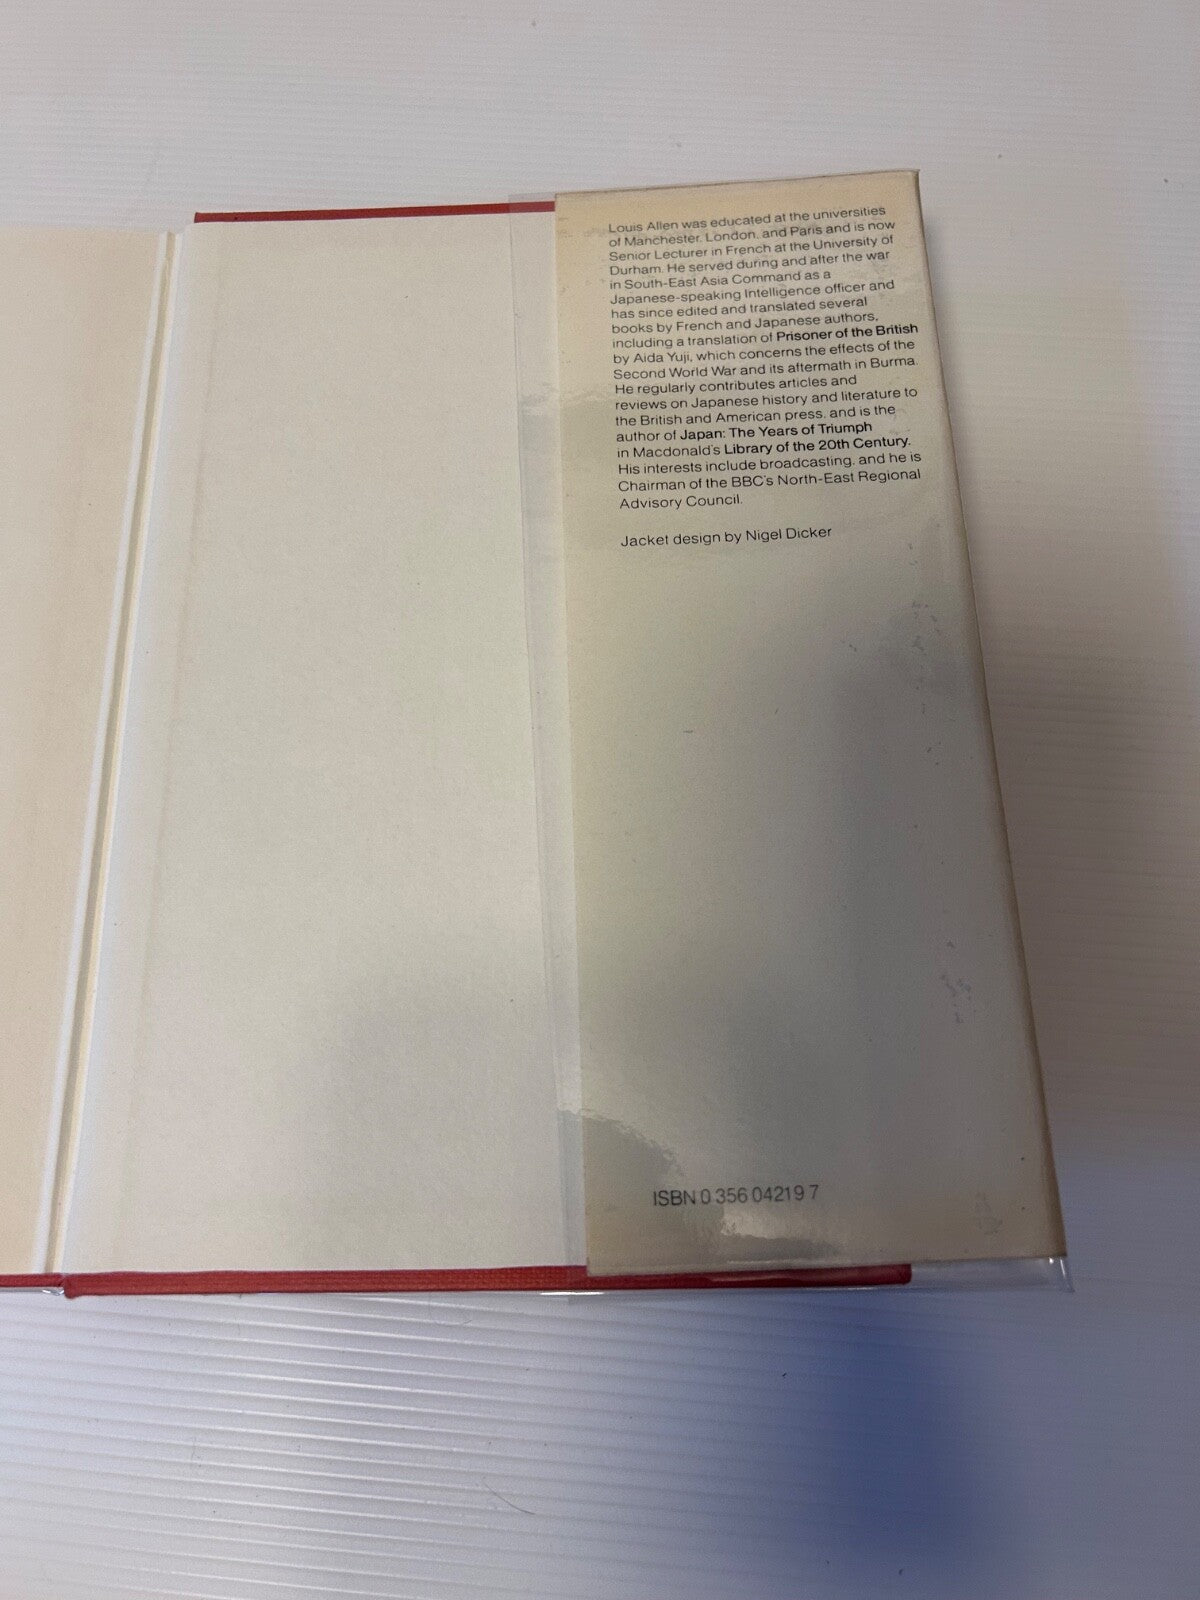 Louis Allen was educated at the universities
of Manchester, London, and Paris and is now
Senior Lecturer in French at the University of
Durham. He served during and after the war
in South-East Asia Command as a
Japanese-speaking Intelligence officer and
has since edited and translated several
books by French and Japanese authors,
including a translation of Prisoner of the British
by Aida Yuji, which concerns the effects of the
Second World War and its aftermath in Burma.
He regularly contributes articles and
reviews on Japanese history and literature to
the British and American press, and is the
author of Japan: The Years of Triumph
in Macdonald's Library of the 20th Century.
His interests include broadcasting, and he is
Chairman of the BBC's North-East Regional
Advisory Council.
Jacket design by Nigel Dicker
ISBN 0 356 04219 7